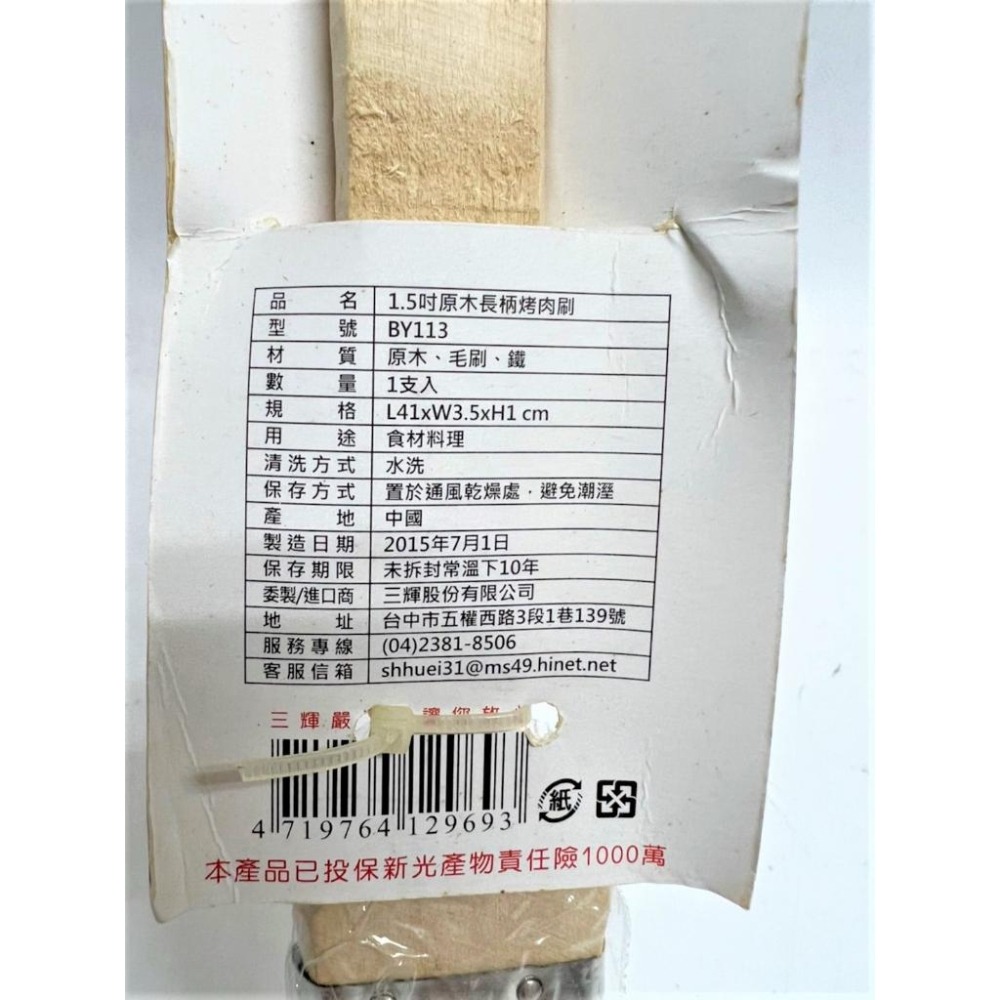 品名 1.5吋原木長柄烤肉刷
型號 BY113
材質 原木、毛刷、鐵
數量 1支入
規格 L41xW3.5xH1 cm
用途 食材料理
清洗方式 水洗
保存方式 置於通風乾燥處，避免潮溼
產地 中國
製造日期 2015年7月1日
保存期限 未拆封常溫下10年
委製/進口商 三輝股份有限公司
地址 台中市五權西路3段1巷139號
服務專線 (04)2381-8506
客服信箱 shhuei31@ms49.hinet.net
三輝嚴 讓您放
4 719764 129693
紙
本產品已投保新光產物責任險1000萬